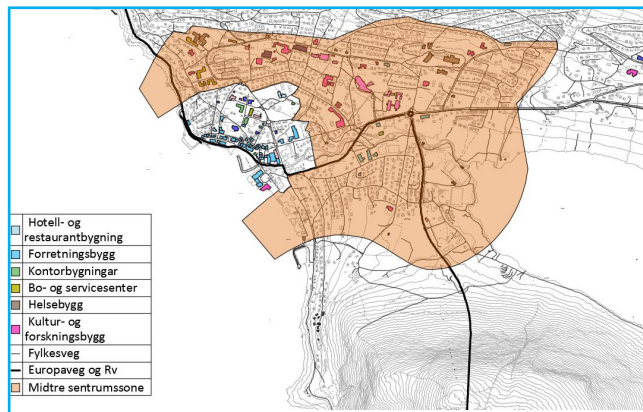 Hotell- og
restaurantbygning
Forretningsbygg
Kontorbygningar
Bo- og servicesenter
Helsebygg
Kultur- og
forskningsbygg
Fylkesveg
Europaveg og Rv
Midtre sentrumssone